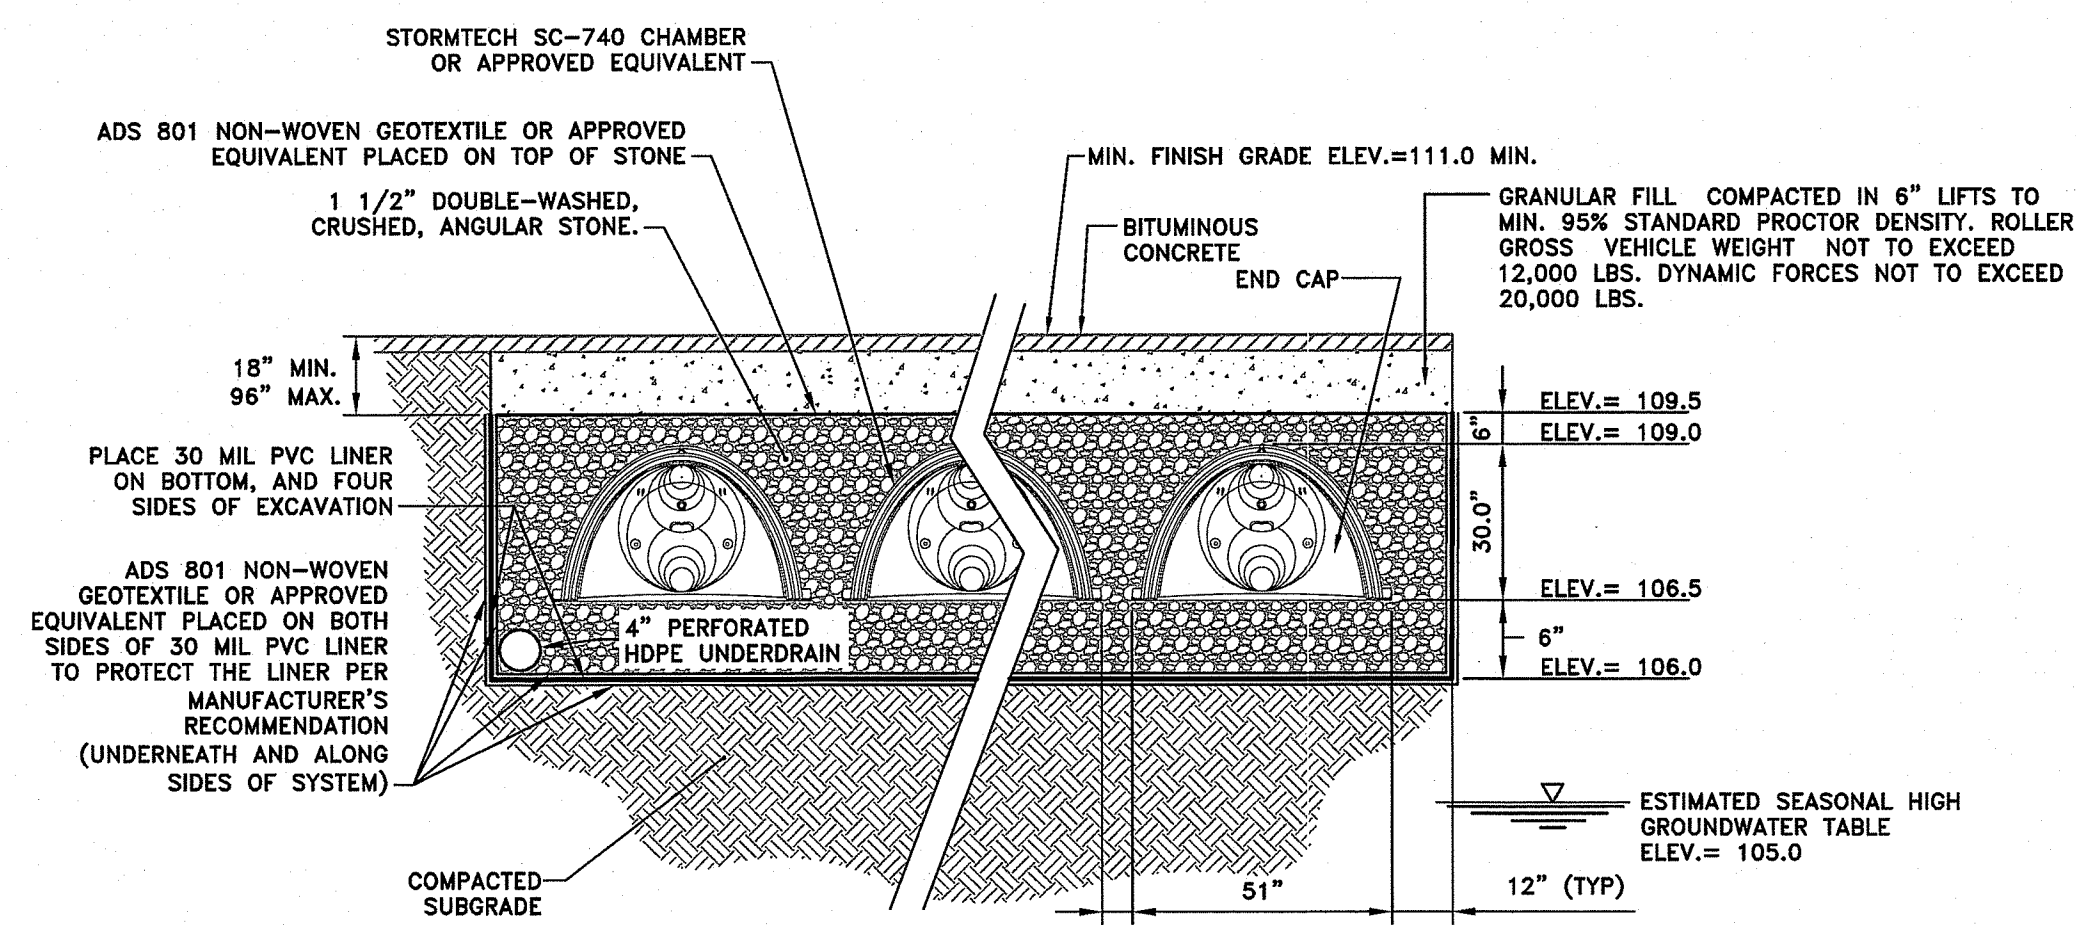 STORMTECH SC-740 CHAMBER
OR APPROVED EQUIVALENT
ADS 801 NON-WOVEN GEOTEXTILE OR APPROVED
EQUIVALENT PLACED ON TOP OF STONE
1 1/2" DOUBLE-WASHED,
CRUSHED, ANGULAR STONE.
MIN. FINISH GRADE ELEV.=111.0 MIN.
BITUMINOUS
CONCRETE
END CAP
GRANULAR FILL COMPACTED IN 6" LIFTS TO
MIN. 95% STANDARD PROCTOR DENSITY. ROLLER
GROSS VEHICLE WEIGHT NOT TO EXCEED
12,000 LBS. DYNAMIC FORCES NOT TO EXCEED
20,000 LBS.
18" MIN.
96" MAX.
PLACE 30 MIL PVC LINER
ON BOTTOM, AND FOUR
SIDES OF EXCAVATION
ADS 801 NON-WOVEN
GEOTEXTILE OR APPROVED
EQUIVALENT PLACED ON BOTH
SIDES OF 30 MIL PVC LINER
TO PROTECT THE LINER PER
MANUFACTURER'S
RECOMMENDATION
(UNDERNEATH AND ALONG
SIDES OF SYSTEM)
4" PERFORATED
HDPE UNDERDRAIN
COMPACTED
SUBGRADE
ELEV.= 109.5
6"
ELEV.= 109.0
30.0"
ELEV.= 106.5
6"
ELEV.= 106.0
ESTIMATED SEASONAL HIGH
GROUNDWATER TABLE
ELEV.= 105.0
51"
12" (TYP)